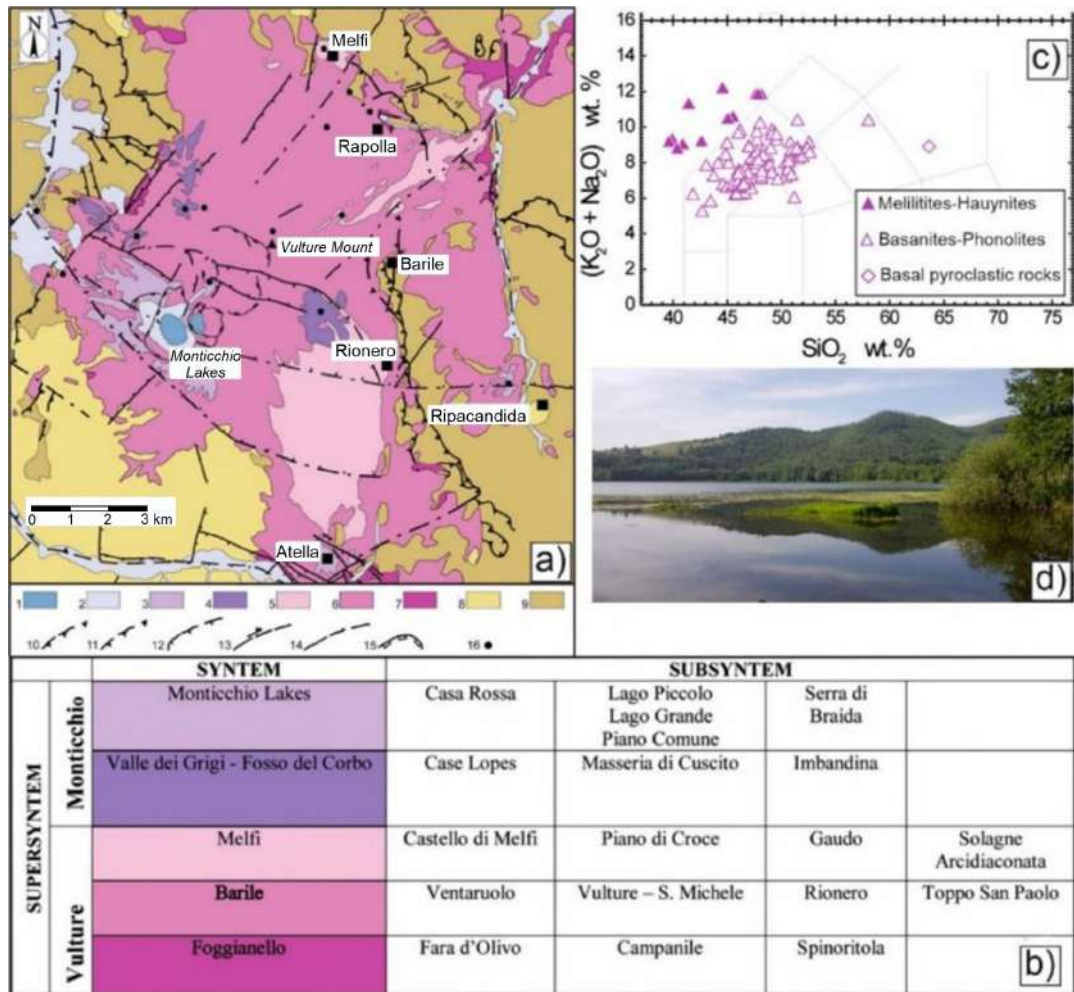 N
Melfi
B.F.
Rapolla
Vulture Mount
Barile
Monticchio
Lakes
Rionero
Ripacandida
0 1 2 3 km
Atella
a)
1 2 3 4 5 6 7 8 9
10 11 12 13 14 15 16
16
14
12
10
8
6
4
2
0
(K2O + Na2O) wt. %
c)
Melilitites-Hauynites
Basanites-Phonolites
Basal pyroclastic rocks
40 45 50 55 60 65 70 75
SiO2 wt.%
d)
SYNTEM SUBSYNTEM
SUPERSYNTEM
Monticchio
Monticchio Lakes Casa Rossa Lago Piccolo Serra di
Lago Grande Braida
Piano Comune
Valle dei Grigi - Fosso del Corbo Case Lopes Masseria di Cuscito Imbandina
Vulture
Melfi Castello di Melfi Piano di Croce Gaudo Solagne
Arcidiaconata
Barile Ventaruolo Vulture – S. Michele Rionero Toppo San Paolo
Foggianello Fara d'Olivo Campanile Spinoritola
b)